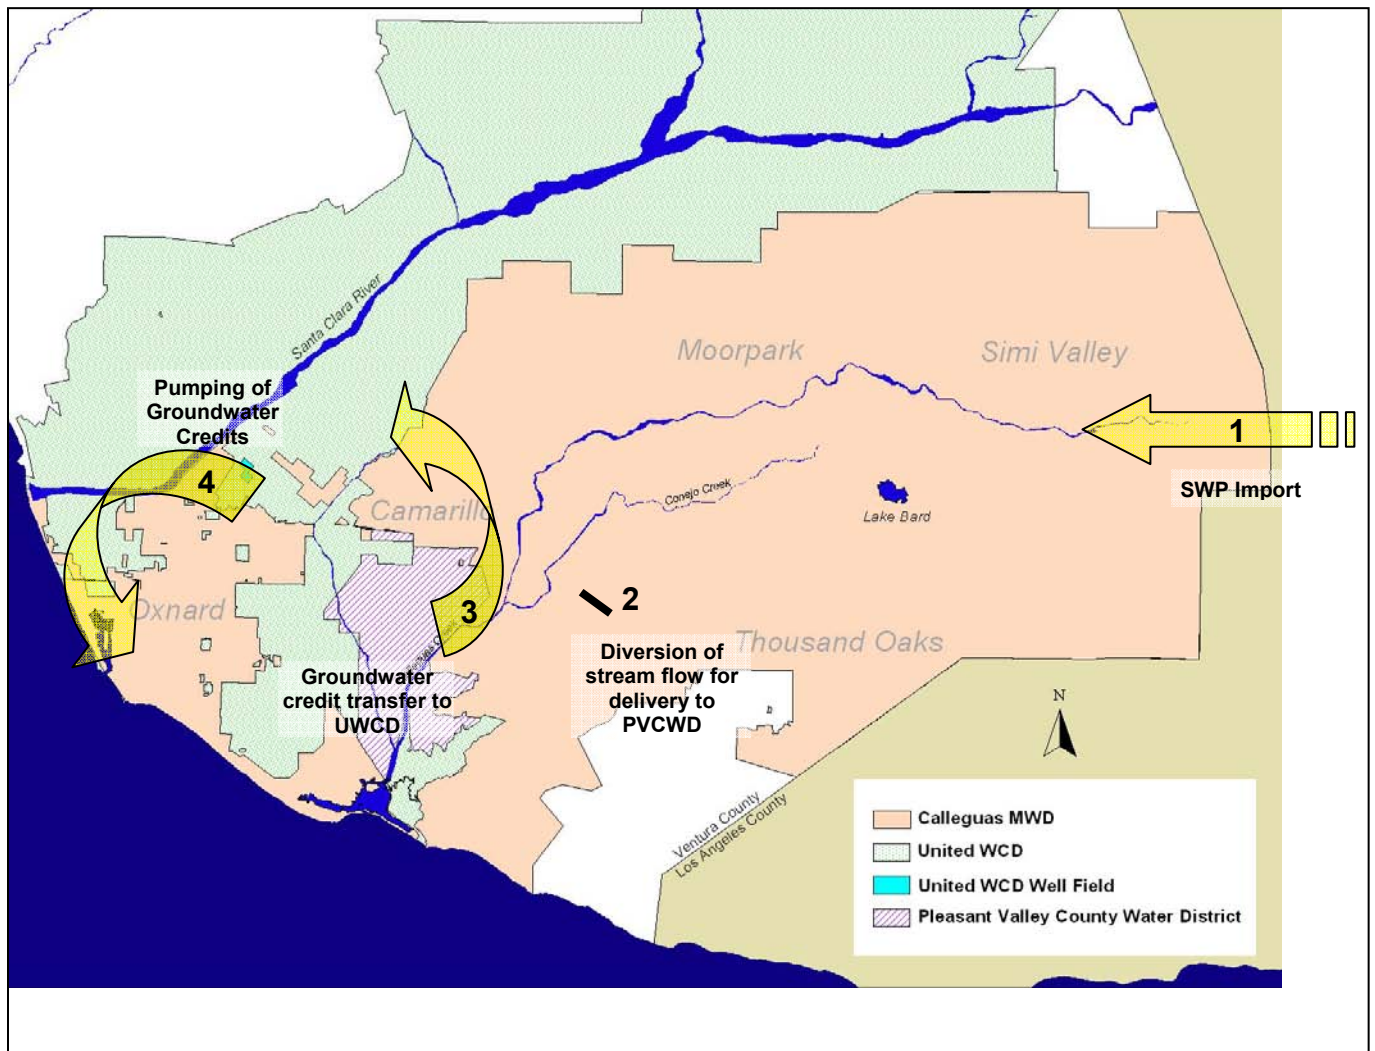 Santa Clara River
Moorpark
Simi Valley
Pumping of
Groundwater
Credits
1
SWP Import
4
Camarillo
Conejo Creek
Lake Bard
Oxnard
3
2
Thousand Oaks
Diversion of
stream flow for
delivery to
PVCWD
Groundwater
credit transfer to
UWCD
N
Ventura County
Los Angeles County
Calleguas MWD
United WCD
United WCD Well Field
Pleasant Valley County Water District